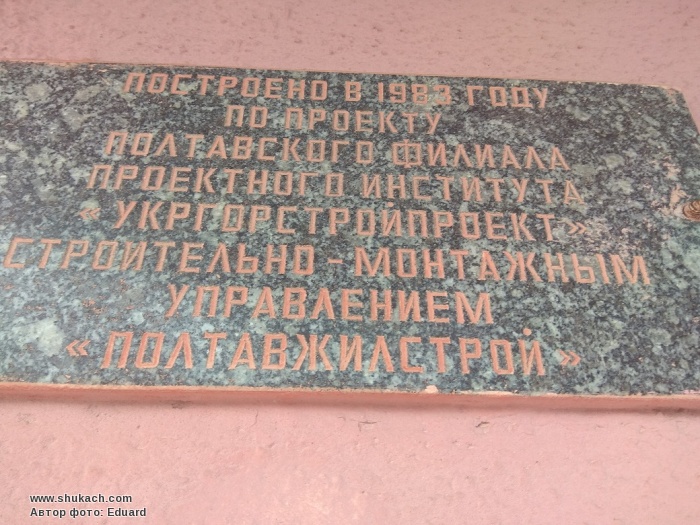 ПОСТРОЕНО В 1983 ГОДУ
ПО ПРОЕКТУ
ПОЛТАВСКОГО ФИЛИАЛА
ПРОЕКТНОГО ИНСТИТУТА
«УКРГОРСТРОЙПРОЕКТ»
СТРОИТЕЛЬНО-МОНТАЖНЫМ
УПРАВЛЕНИЕМ
«ПОЛТАВЖИЛСТРОЙ»
www.shukach.com
Автор фото: Eduard